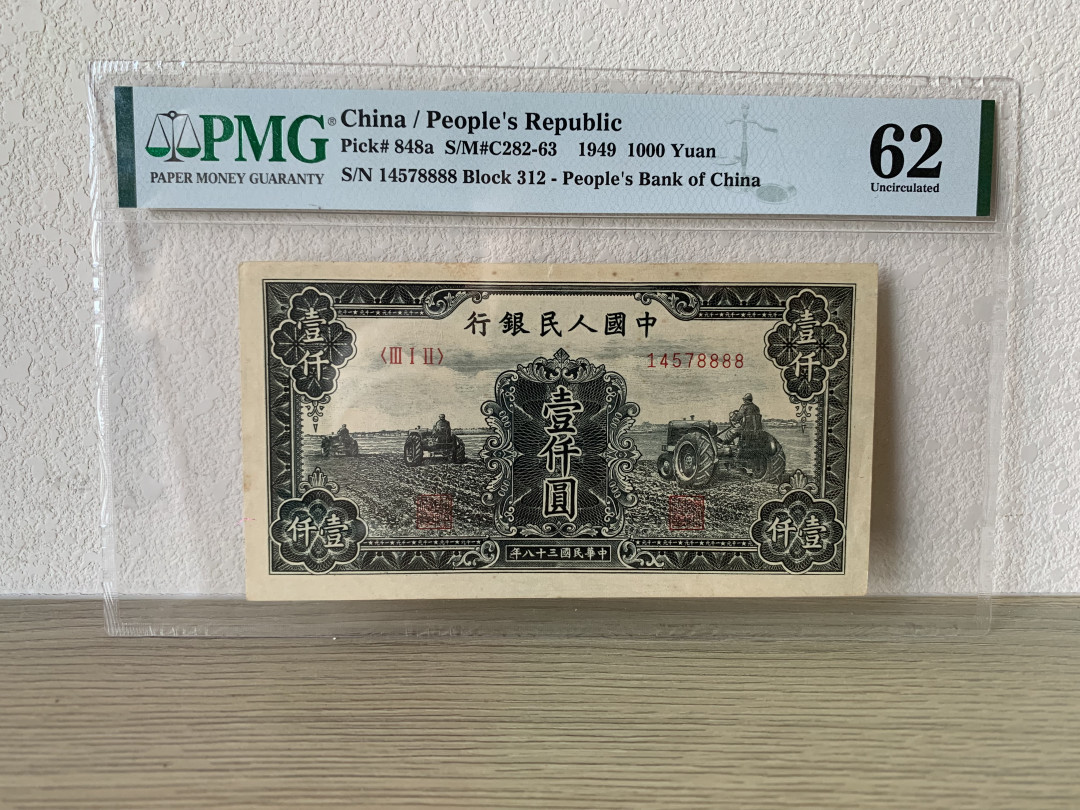 PMG®
PAPER MONEY GUARANTY
China / People's Republic
Pick# 848a S/M#C282-63 1949 1000 Yuan
S/N 14578888 Block 312 - People's Bank of China
62
Uncirculated
行銀民人國中
壹仟
壹仟
〈III I II〉
14578888
壹仟圓
仟壹
仟壹
年八十三國民華中